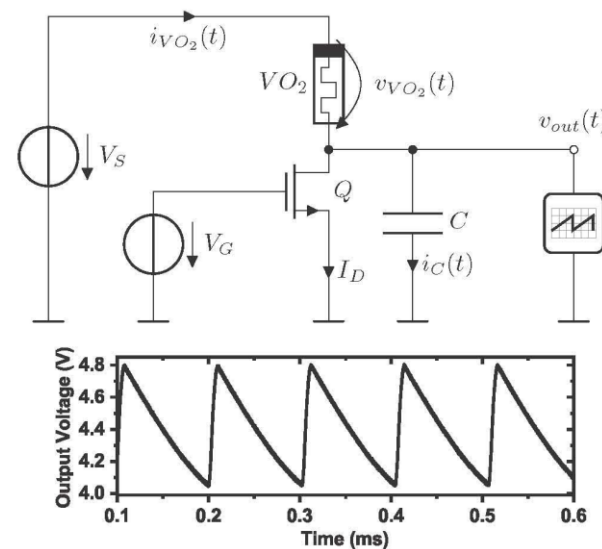 i_{VO_2}(t)
VO_2
v_{VO_2}(t)
v_{out}(t)
V_S
Q
V_G
C
I_D
i_C(t)
Output Voltage (V)
4.8
4.6
4.4
4.2
4.0
0.1 0.2 0.3 0.4 0.5 0.6
Time (ms)